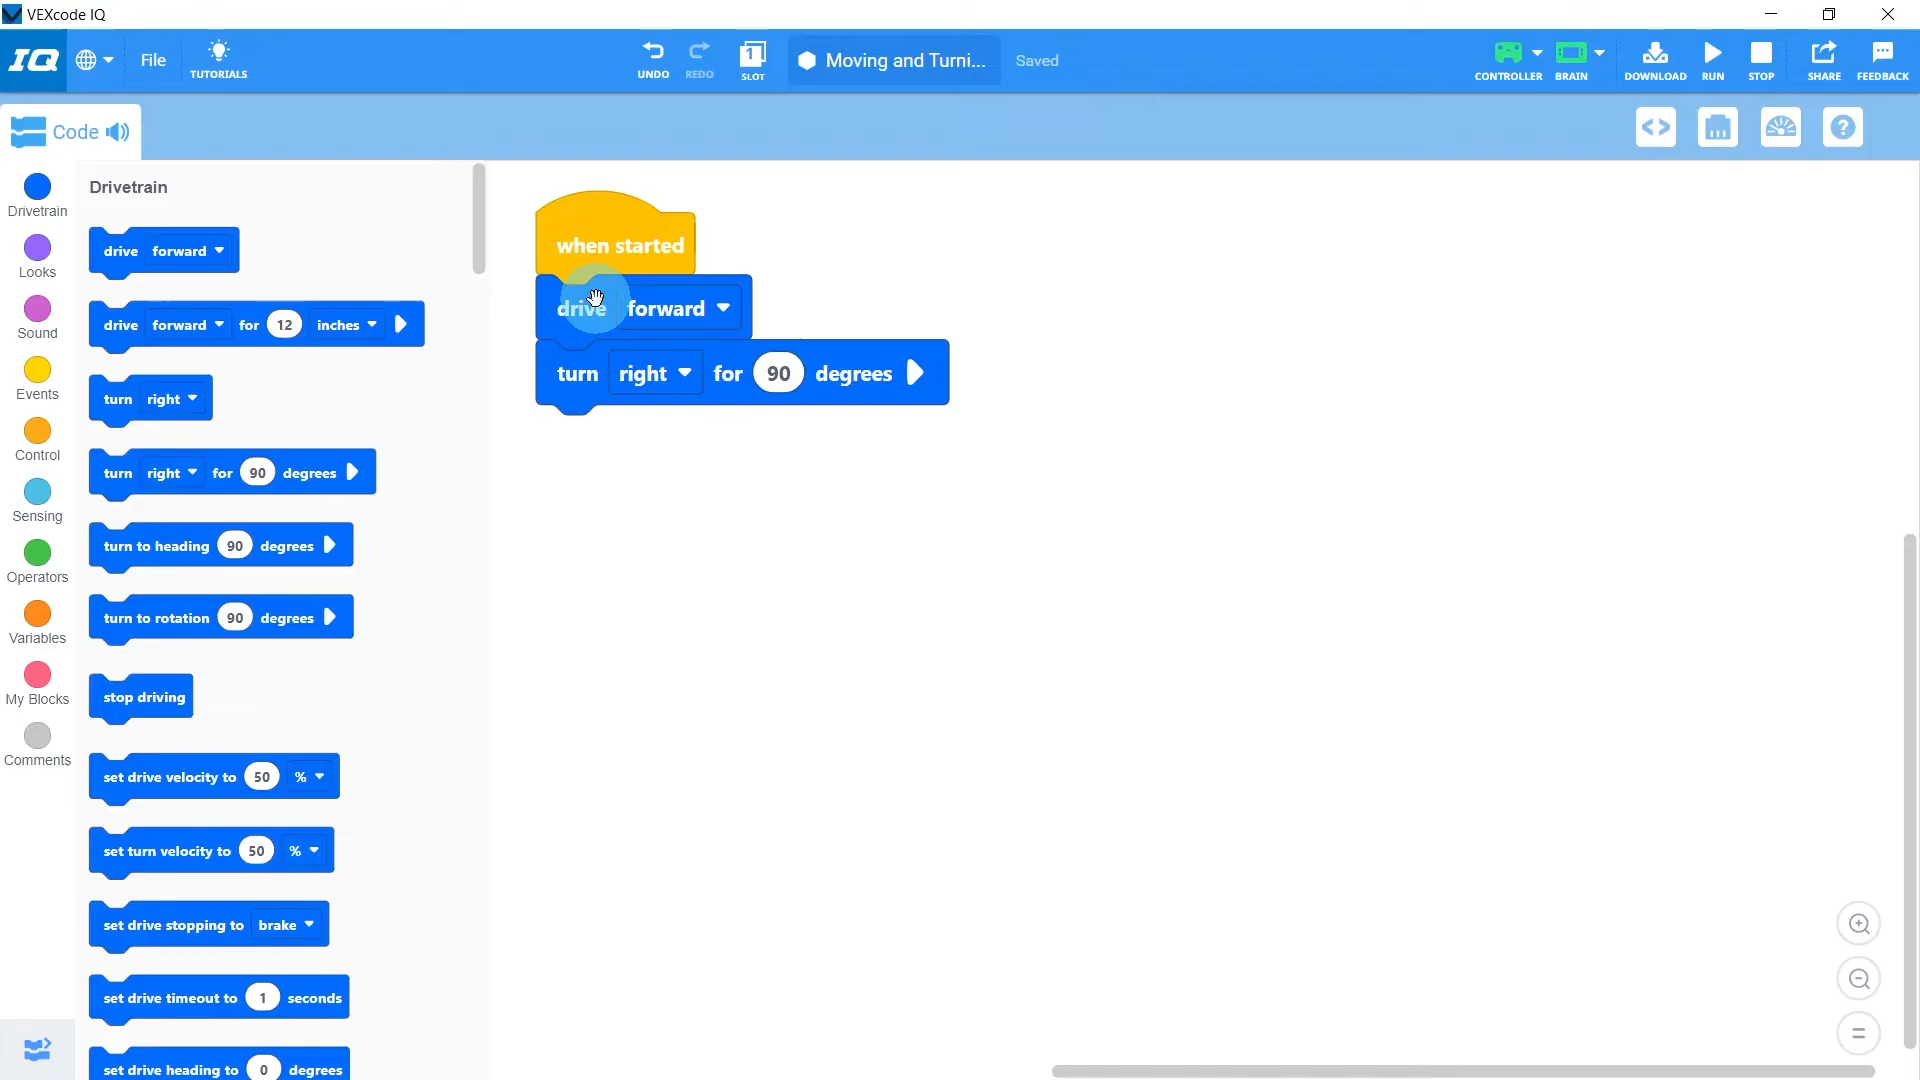 VEXcode IQ
IQ
File
TUTORIALS
UNDO
REDO
1
SLOT
Moving and Turni...
Saved
CONTROLLER
BRAIN
DOWNLOAD
RUN
STOP
SHARE
FEEDBACK
Code
Drivetrain
Looks
Sound
Events
Control
Sensing
Operators
Variables
My Blocks
Comments
Drivetrain
drive forward
drive forward for 12 inches
turn right
turn right for 90 degrees
turn to heading 90 degrees
turn to rotation 90 degrees
stop driving
set drive velocity to 50 %
set turn velocity to 50 %
set drive stopping to brake
set drive timeout to 1 seconds
set drive heading to 0 degrees
when started
drive forward
turn right for 90 degrees